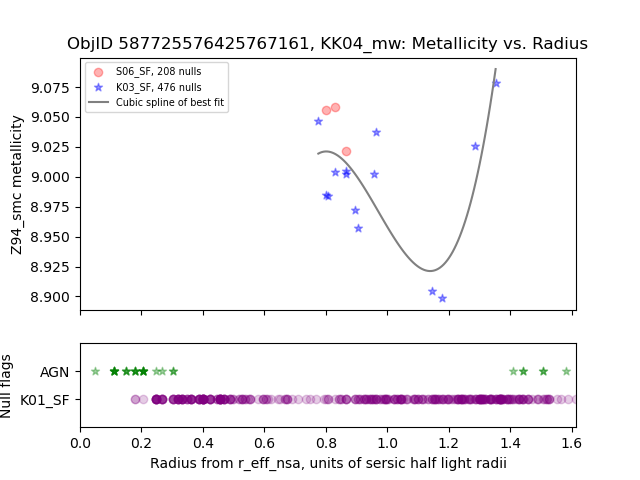 ObjID 587725576425767161, KK04_mw: Metallicity vs. Radius
S06_SF, 208 nulls
K03_SF, 476 nulls
Cubic spline of best fit
Z94_smc metallicity
9.075
9.050
9.025
9.000
8.975
8.950
8.925
8.900
Null flags
AGN
K01_SF
0.0 0.2 0.4 0.6 0.8 1.0 1.2 1.4 1.6
Radius from r_eff_nsa, units of sersic half light radii